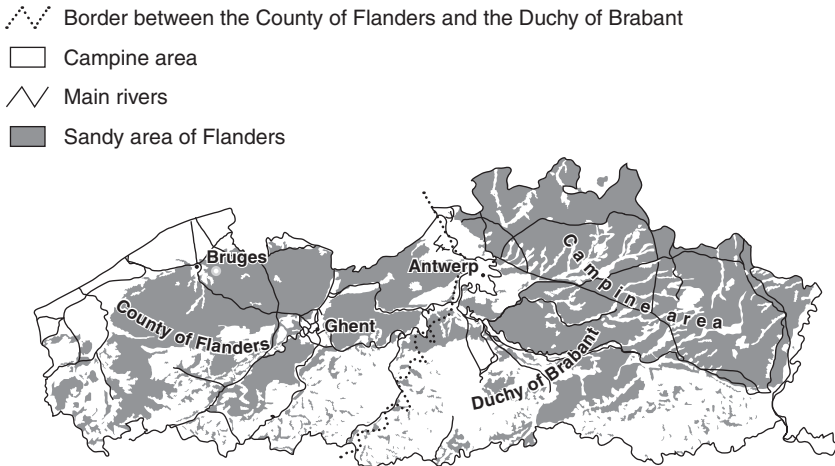 Border between the County of Flanders and the Duchy of Brabant
Campine area
Main rivers
Sandy area of Flanders
Bruges
Antwerp
Campine area
County of Flanders
Ghent
Duchy of Brabant